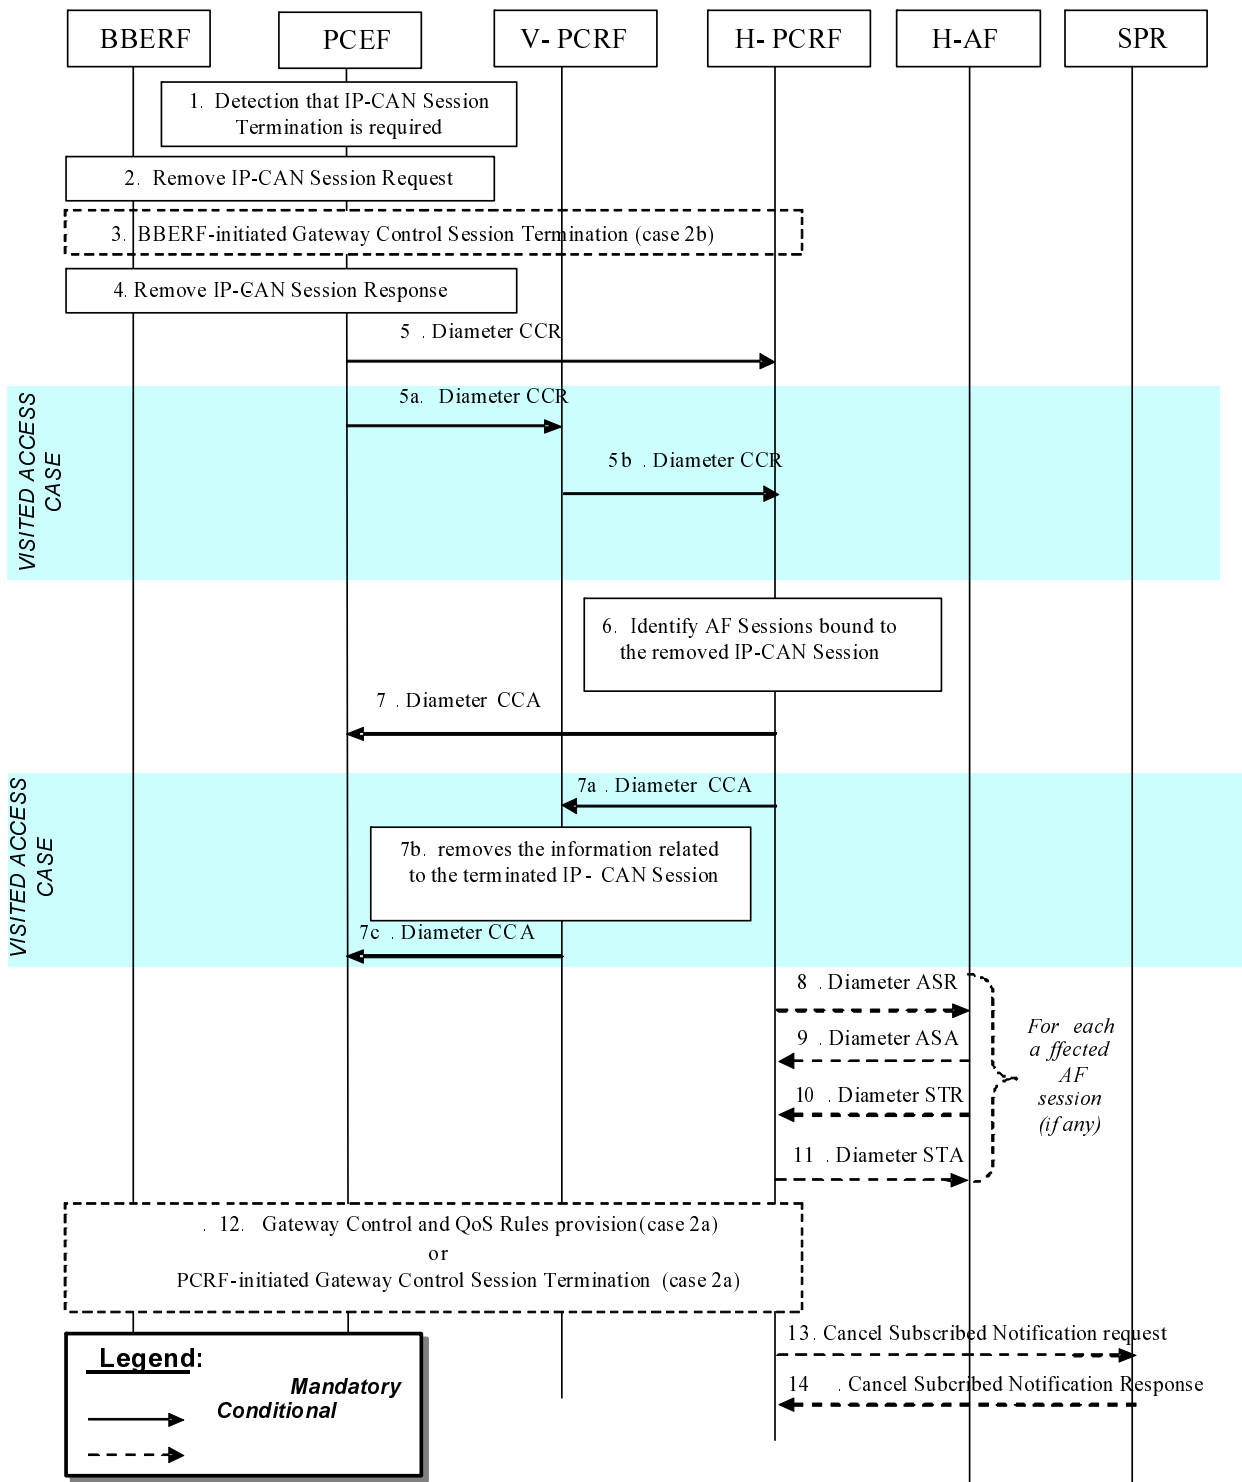 BBERF
PCEF
V- PCRF
H- PCRF
H-AF
SPR
1. Detection that IP-CAN Session
Termination is required
2. Remove IP-CAN Session Request
3. BBERF-initiated Gateway Control Session Termination (case 2b)
4. Remove IP-CAN Session Response
5 . Diameter CCR
VISITED ACCESS
CASE
5a. Diameter CCR
5b . Diameter CCR
6. Identify AF Sessions bound to
the removed IP-CAN Session
7 . Diameter CCA
VISITED ACCESS
CASE
7a . Diameter CCA
7b. removes the information related
to the terminated IP - CAN Session
7c . Diameter CCA
8 . Diameter ASR
9 . Diameter ASA
10 . Diameter STR
11 . Diameter STA
For each
a ffected
AF
session
(if any)
. 12. Gateway Control and QoS Rules provision(case 2a)
or
PCRF-initiated Gateway Control Session Termination (case 2a)
13. Cancel Subscribed Notification request
14 . Cancel Subcribed Notification Response
Legend:
Mandatory
Conditional